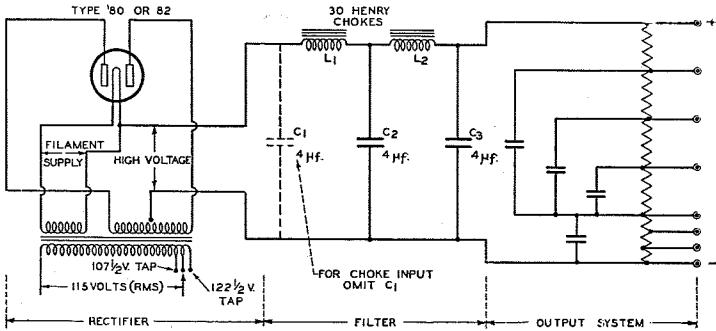 TYPE '80 OR 82
30 HENRY
CHOKES
L1
L2
+
FILAMENT
SUPPLY
HIGH VOLTAGE
C1
4 μf.
C2
4 μf.
C3
4 μf.
107½V. TAP
115 VOLTS (RMS)
122½V.
TAP
FOR CHOKE INPUT
OMIT C1
−
RECTIFIER
FILTER
OUTPUT SYSTEM